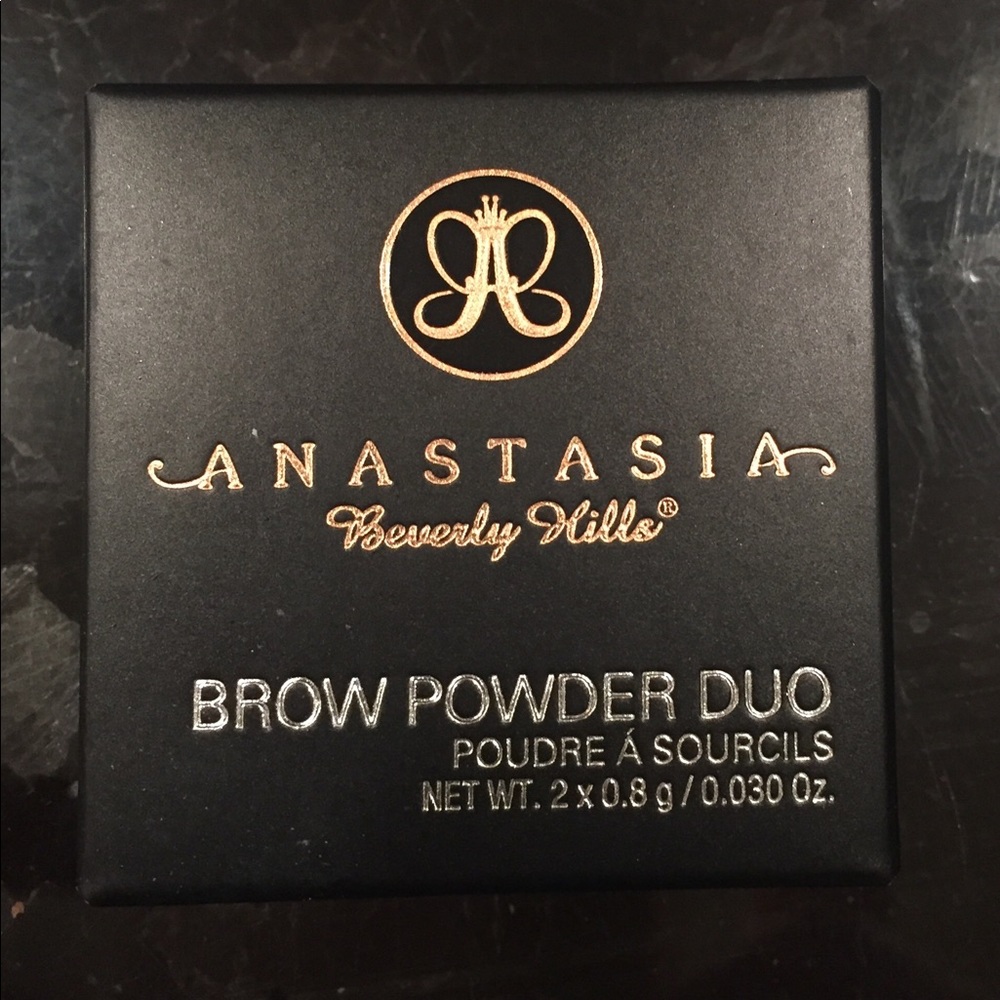 ANASTASIA
Beverly Hills®
BROW POWDER DUO
POUDRE Á SOURCILS
NET WT. 2 x 0.8 g / 0.030 Oz.